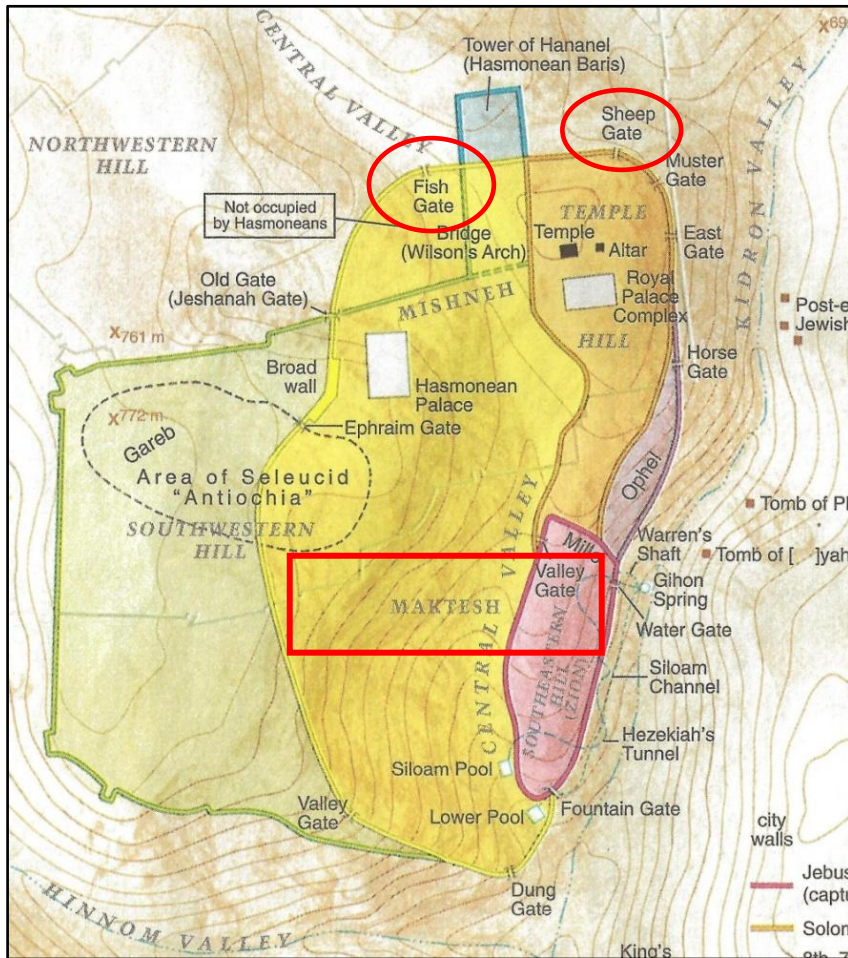 x69
Tower of Hananel
(Hasmonean Baris)
CENTRAL VALLEY
Sheep
Gate
NORTHWESTERN
HILL
Fish
Gate
Muster
Gate
KIDRON VALLEY
Not occupied
by Hasmoneans
TEMPLE
Bridge
(Wilson's Arch)
Temple
Altar
East
Gate
Old Gate
(Jeshanah Gate)
MISHNEH
Royal
Palace
Complex
HILL
Post-e
Jewish
x761 m
Broad
wall
Hasmonean
Palace
Horse
Gate
x772 m
Gareb
Ephraim Gate
Area of Seleucid
"Antiochia"
Ophel
SOUTHWESTERN
HILL
CENTRAL VALLEY
Tomb of P
Millo
Warren's
Shaft
Tomb of [ ]yah
Valley
Gate
Gihon
Spring
MAKTESH
Water Gate
SOUTHEASTERN
HILL
(ZION)
Siloam
Channel
Hezekiah's
Tunnel
Siloam Pool
Valley
Gate
Lower Pool
Fountain Gate
city
walls
Dung
Gate
Jebus
(captu
HINNOM VALLEY
Solom
King's
8th, 7